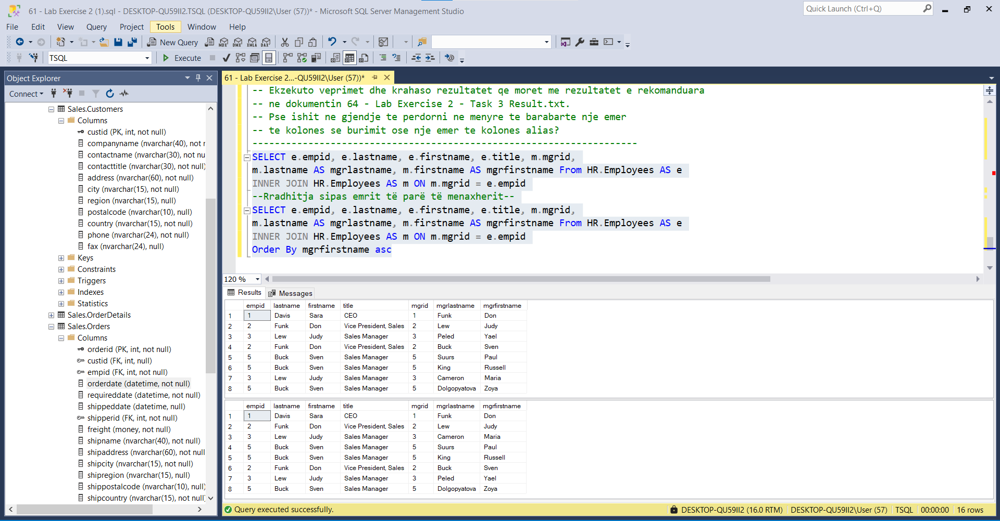 61 - Lab Exercise 2 (1).sql - DESKTOP-QU59II2.TSQL (DESKTOP-QU59II2\User (57))* - Microsoft SQL Server Management Studio
Quick Launch (Ctrl+Q)
File Edit View Query Project Tools Window Help
New Query MDX DMX XMLA DAX
TSQL Execute
Object Explorer
Connect
Sales.Customers
Columns
custid (PK, int, not null)
companyname (nvarchar(40), not r
contactname (nvarchar(30), not nu
contacttitle (nvarchar(30), not null)
address (nvarchar(60), not null)
city (nvarchar(15), not null)
region (nvarchar(15), null)
postalcode (nvarchar(10), null)
country (nvarchar(15), not null)
phone (nvarchar(24), not null)
fax (nvarchar(24), null)
Keys
Constraints
Triggers
Indexes
Statistics
Sales.OrderDetails
Sales.Orders
Columns
orderid (PK, int, not null)
custid (FK, int, null)
empid (FK, int, not null)
orderdate (datetime, not null)
requireddate (datetime, not null)
shippeddate (datetime, null)
shipperid (FK, int, not null)
freight (money, not null)
shipname (nvarchar(40), not null)
shipaddress (nvarchar(60), not null
shipcity (nvarchar(15), not null)
shipregion (nvarchar(15), null)
shippostalcode (nvarchar(10), null)
shipcountry (nvarchar(15), not null)
61 - Lab Exercise 2...-QU59II2\User (57))*
-- Ekzekuto veprimet dhe krahaso rezultatet qe moret me rezultatet e rekomanduara
-- ne dokumentin 64 - Lab Exercise 2 - Task 3 Result.txt.
-- Pse ishit ne gjendje te perdorni ne menyre te barabarte nje emer
-- te kolones se burimit ose nje emer te kolones alias?
---------------------------------------------------------------------
SELECT e.empid, e.lastname, e.firstname, e.title, m.mgrid,
m.lastname AS mgrlastname, m.firstname AS mgrfirstname From HR.Employees AS e
INNER JOIN HR.Employees AS m ON m.mgrid = e.empid
--Rradhitja sipas emrit të parë të menaxherit--
SELECT e.empid, e.lastname, e.firstname, e.title, m.mgrid,
m.lastname AS mgrlastname, m.firstname AS mgrfirstname From HR.Employees AS e
INNER JOIN HR.Employees AS m ON m.mgrid = e.empid
Order By mgrfirstname asc
120 %
Results Messages
empid lastname firstname title mgrid mgrlastname mgrfirstname
1 1 Davis Sara CEO 1 Funk Don
2 2 Funk Don Vice President, Sales 2 Lew Judy
3 3 Lew Judy Sales Manager 3 Peled Yael
4 2 Funk Don Vice President, Sales 2 Buck Sven
5 5 Buck Sven Sales Manager 5 Suurs Paul
6 5 Buck Sven Sales Manager 5 King Russell
7 3 Lew Judy Sales Manager 3 Cameron Maria
8 5 Buck Sven Sales Manager 5 Dolgopyatova Zoya
empid lastname firstname title mgrid mgrlastname mgrfirstname
1 1 Davis Sara CEO 1 Funk Don
2 2 Funk Don Vice President, Sales 2 Lew Judy
3 3 Lew Judy Sales Manager 3 Cameron Maria
4 5 Buck Sven Sales Manager 5 Suurs Paul
5 5 Buck Sven Sales Manager 5 King Russell
6 2 Funk Don Vice President, Sales 2 Buck Sven
7 3 Lew Judy Sales Manager 3 Peled Yael
8 5 Buck Sven Sales Manager 5 Dolgopyatova Zoya
Query executed successfully. DESKTOP-QU59II2 (16.0 RTM) DESKTOP-QU59II2\User (57) TSQL 00:00:00 16 rows